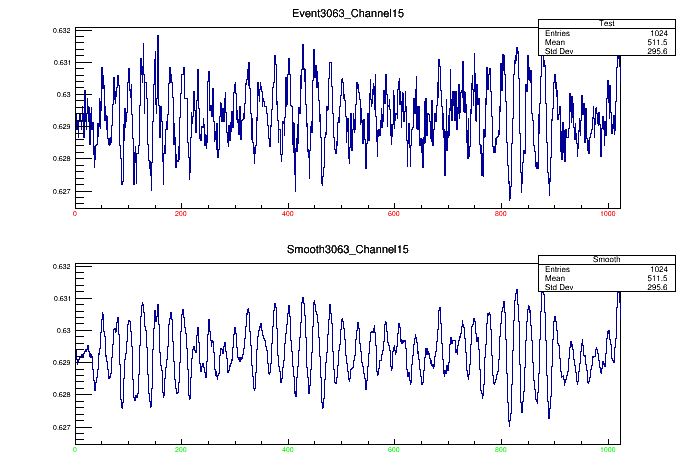 Event3063_Channel15
Test
Entries 1024
Mean 511.5
Std Dev 295.6
0.632
0.631
0.63
0.629
0.628
0.627
0 200 400 600 800 1000
Smooth3063_Channel15
Smooth
Entries 1024
Mean 511.5
Std Dev 295.6
0.632
0.631
0.63
0.629
0.628
0.627
0 200 400 600 800 1000